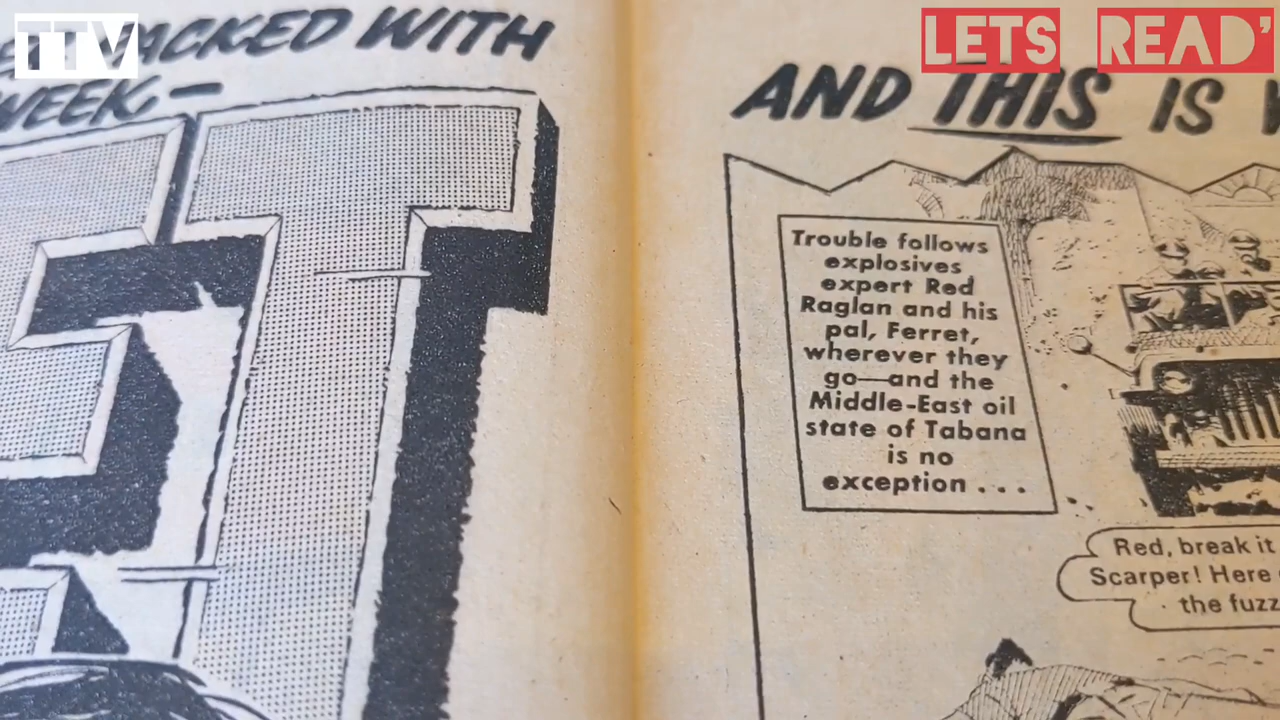 TTV
LETS READ'
PACKED WITH
WEEK,—
ET
AND THIS IS
Trouble follows
explosives
expert Red
Raglan and his
pal, Ferret,
wherever they
go—and the
Middle-East oil
state of Tabana
is no
exception . . .
Red, break it
Scarper! Here
the fuzz